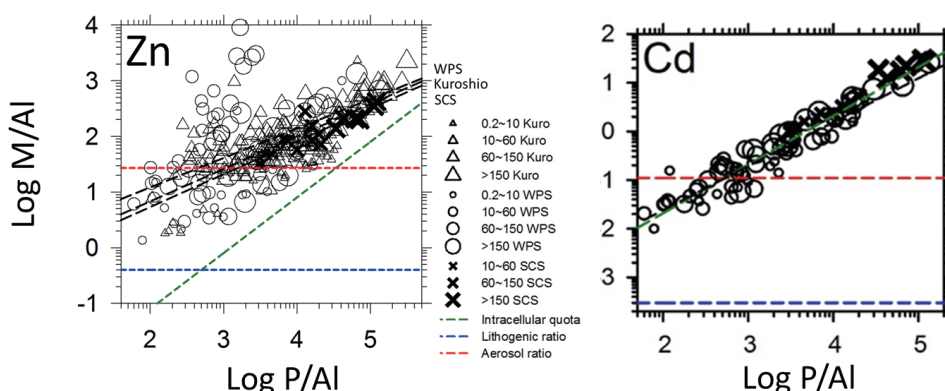 Zn
Log M/Al
4
3
2
1
0
-1
2
3
4
5
Log P/Al
WPS
Kuroshio
SCS
0.2~10 Kuro
10~60 Kuro
60~150 Kuro
>150 Kuro
0.2~10 WPS
10~60 WPS
60~150 WPS
>150 WPS
10~60 SCS
60~150 SCS
>150 SCS
Intracellular quota
Lithogenic ratio
Aerosol ratio
Cd
2
1
0
1
2
3
2
3
4
5
Log P/Al